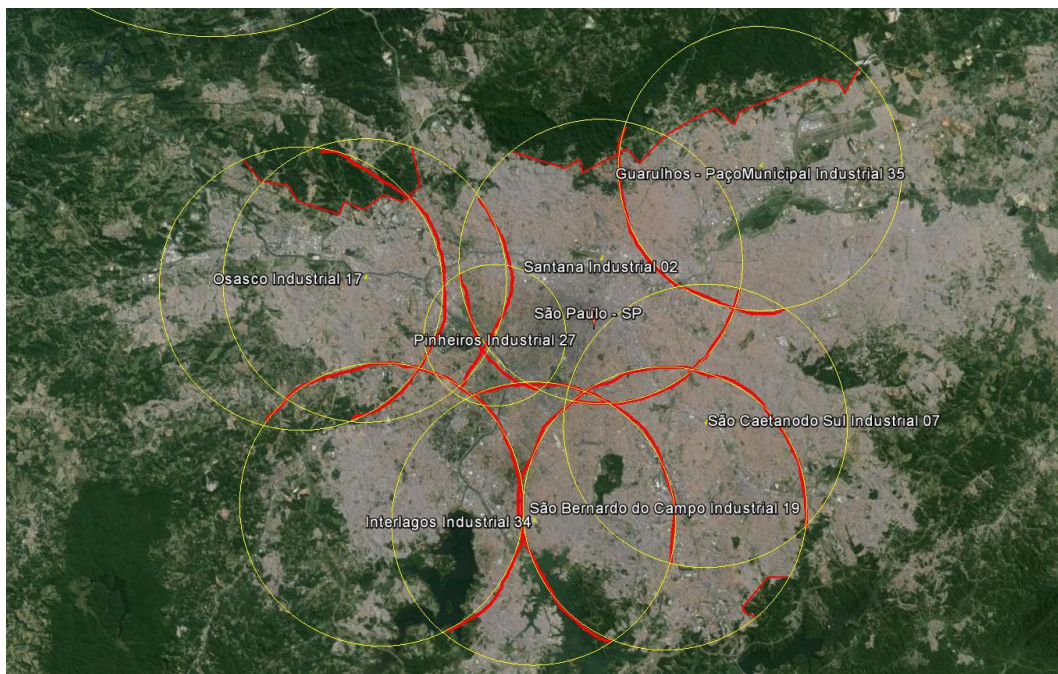 Guarulhos - PaçoMunicipal Industrial 35
Santana Industrial 02
Osasco Industrial 17
São Paulo - SP
Pinheiros Industrial 27
São Caetanodo Sul Industrial 07
São Bernardo do Campo Industrial 19
Interlagos Industrial 34